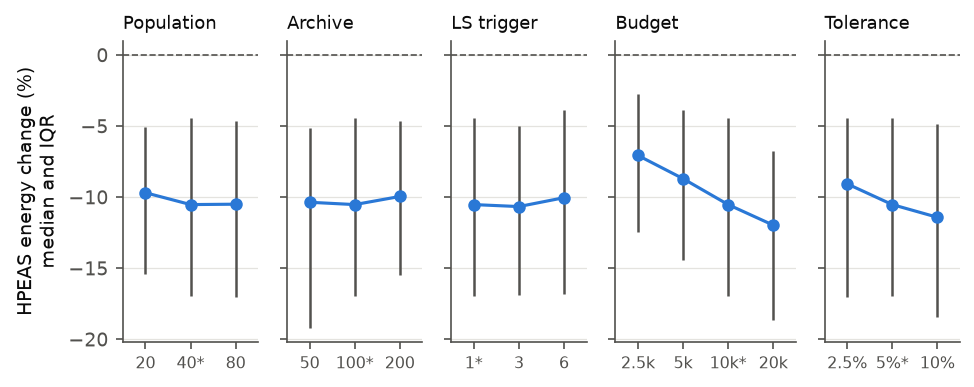 Population
Archive
LS trigger
Budget
Tolerance
HPEAS energy change (%)
median and IQR
0
−5
−10
−15
−20
20 40* 80
50 100* 200
1* 3 6
2.5k 5k 10k* 20k
2.5% 5%* 10%